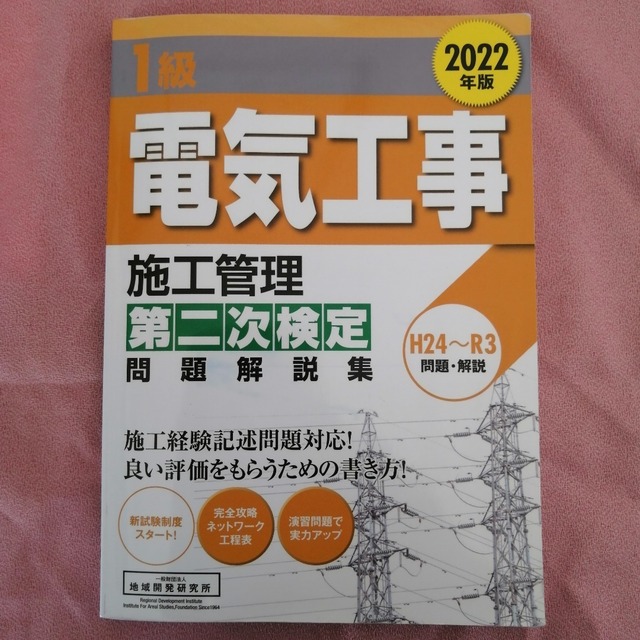 1級
2022
年版
電気工事
施工管理
第二次検定
問題解説集
H24〜R3
問題・解説
施工経験記述問題対応!
良い評価をもらうための書き方!
新試験制度
スタート!
完全攻略
ネットワーク
工程表
演習問題で
実力アップ
一般財団法人
地域開発研究所
Regional Development Institute
Institute For Areal Studies,Foundation,Since1964